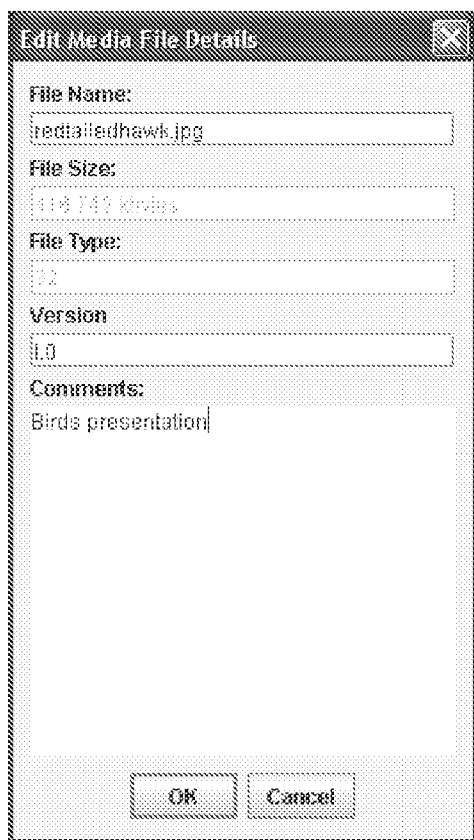 Edit Media File Details
File Name:
redtailedhawk.jpg
File Size:
kbytes
File Type:
Version
1.0
Comments:
Birds presentation
OK
Cancel